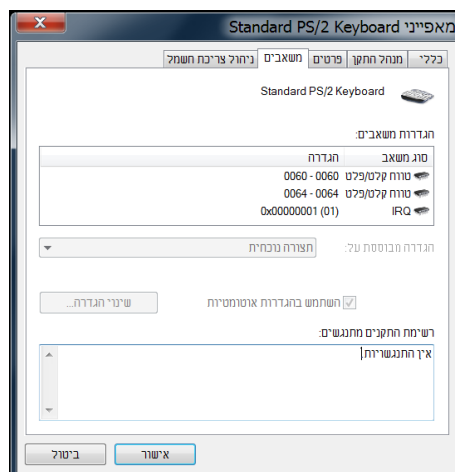 מאפייני Standard PS/2 Keyboard
כללי מנהל התקן פרטים משאבים ניהול צריכת חשמל
Standard PS/2 Keyboard
הגדרות משאבים:
סוג משאב הגדרה
טווח קלט/פלט 0060 - 0060
טווח קלט/פלט 0064 - 0064
IRQ 0x00000001 (01)
הגדרה מבוססת על: תצורה נוכחית
השתמש בהגדרות אוטומטיות שינוי הגדרה...
רשימת התקנים מתנגשים:
אין התנגשויות.
אישור ביטול